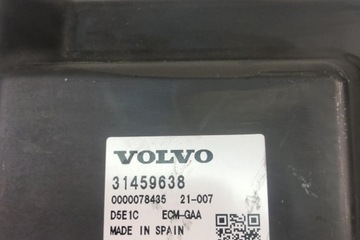 VOLVO
31459638
0000078435 21-007
D5E1C ECM-GAA
MADE IN SPAIN